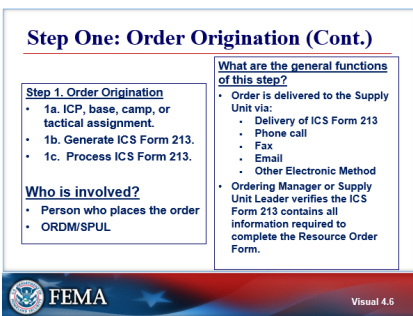 Step One: Order Origination (Cont.)
Step 1. Order Origination
• 1a. ICP, base, camp, or
tactical assignment.
• 1b. Generate ICS Form 213.
• 1c. Process ICS Form 213.
Who is involved?
• Person who places the order
• ORDM/SPUL
What are the general functions
of this step?
• Order is delivered to the Supply
Unit via:
• Delivery of ICS Form 213
• Phone call
• Fax
• Email
• Other Electronic Method
• Ordering Manager or Supply
Unit Leader verifies the ICS
Form 213 contains all
information required to
complete the Resource Order
Form.
FEMA
Visual 4.6